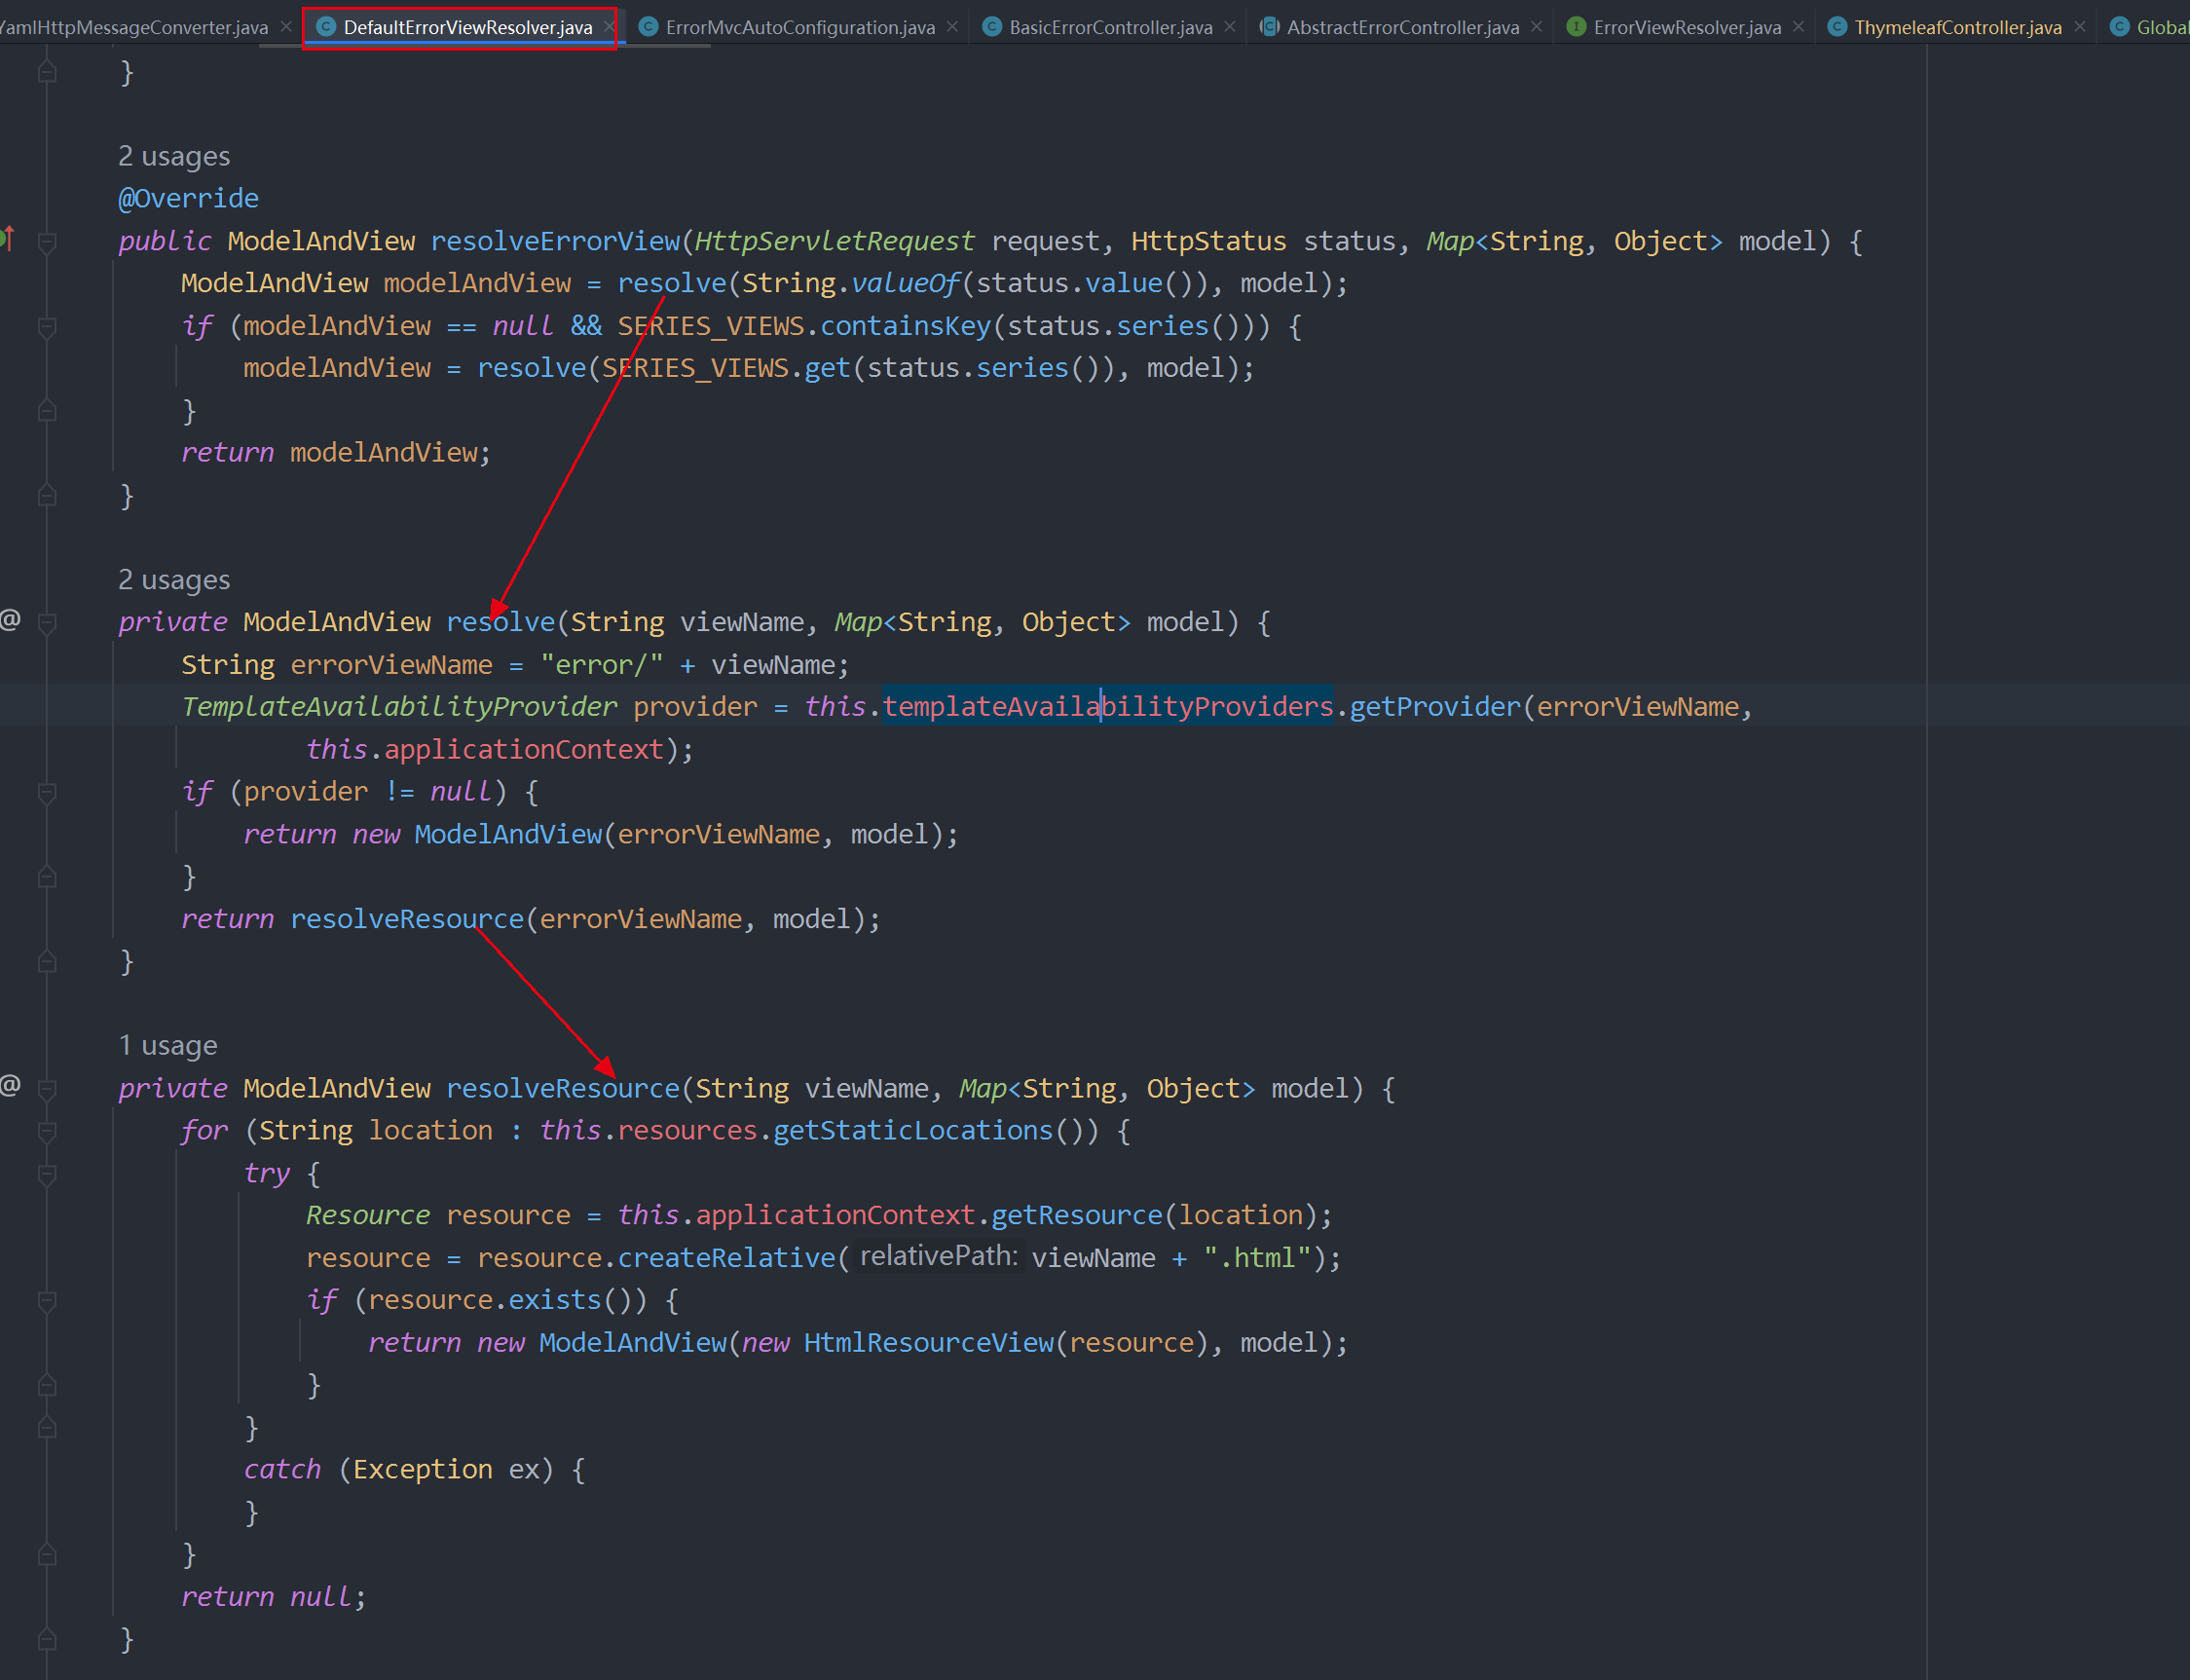 YamlHttpMessageConverter.java DefaultErrorViewResolver.java ErrorMvcAutoConfiguration.java BasicErrorController.java AbstractErrorController.java ErrorViewResolver.java ThymeleafController.java Global
}
2 usages
@Override
public ModelAndView resolveErrorView(HttpServletRequest request, HttpStatus status, Map<String, Object> model) {
ModelAndView modelAndView = resolve(String.valueOf(status.value()), model);
if (modelAndView == null && SERIES_VIEWS.containsKey(status.series())) {
modelAndView = resolve(SERIES_VIEWS.get(status.series()), model);
}
return modelAndView;
}
2 usages
private ModelAndView resolve(String viewName, Map<String, Object> model) {
String errorViewName = "error/" + viewName;
TemplateAvailabilityProvider provider = this.templateAvailabilityProviders.getProvider(errorViewName,
this.applicationContext);
if (provider != null) {
return new ModelAndView(errorViewName, model);
}
return resolveResource(errorViewName, model);
}
1 usage
private ModelAndView resolveResource(String viewName, Map<String, Object> model) {
for (String location : this.resources.getStaticLocations()) {
try {
Resource resource = this.applicationContext.getResource(location);
resource = resource.createRelative( relativePath: viewName + ".html");
if (resource.exists()) {
return new ModelAndView(new HtmlResourceView(resource), model);
}
}
catch (Exception ex) {
}
}
return null;
}